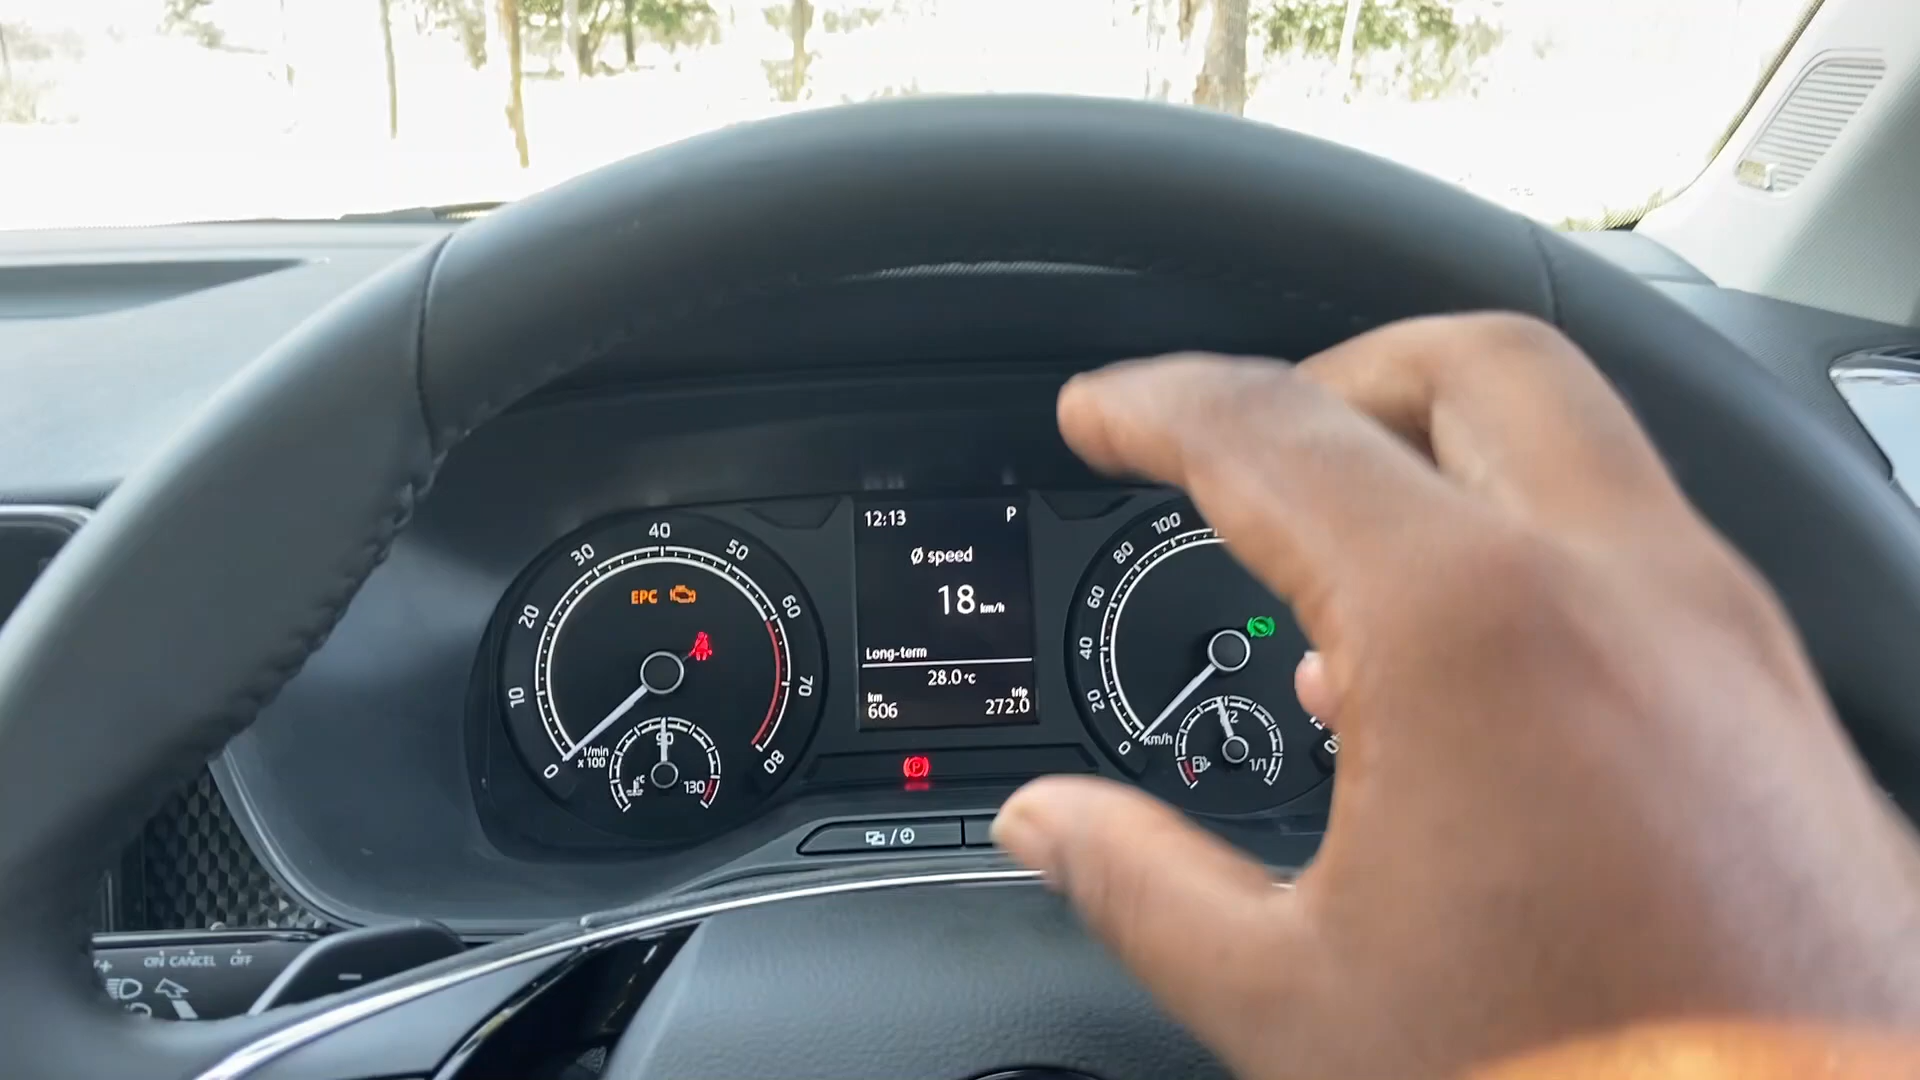 40
30
50
20
60
10
70
0
80
EPC
1/min
x 100
90
°C
130
12:13 P
Ø speed
18 km/h
Long-term
28.0 °C
km
606
trip
272.0
100
80
60
40
20
0
km/h
1/2
1/1
ON CANCEL OFF